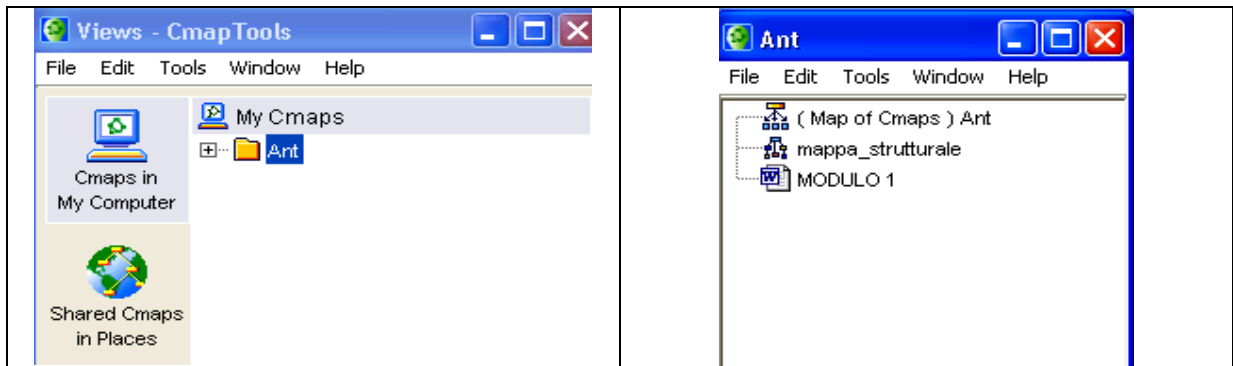 Views - CmapTools
File Edit Tools Window Help
My Cmaps
Ant
Cmaps in
My Computer
Shared Cmaps
in Places
Ant
File Edit Tools Window Help
( Map of Cmaps ) Ant
mappa_strutturale
MODULO 1